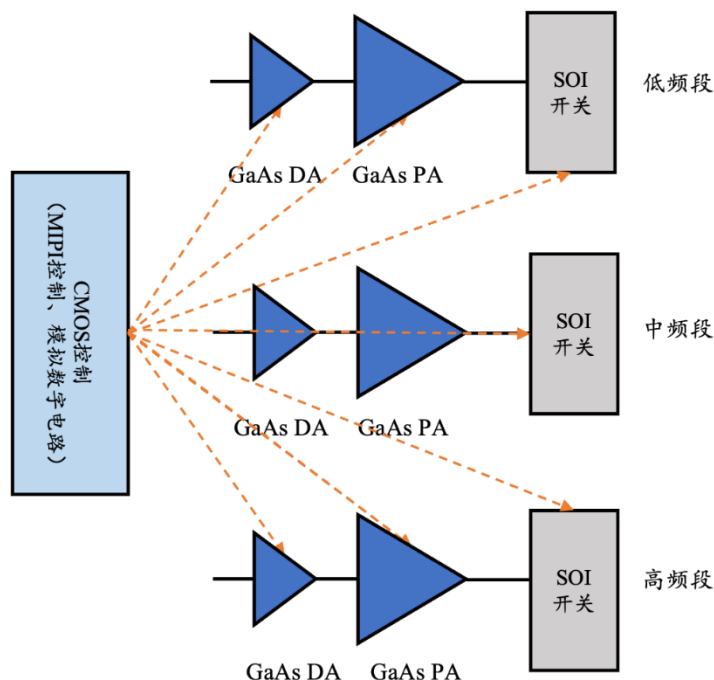 SOI
开关
低频段
GaAs DA
GaAs PA
CMOS控制
（MIPI控制、模拟数字电路）
SOI
开关
中频段
GaAs DA
GaAs PA
SOI
开关
高频段
GaAs DA
GaAs PA